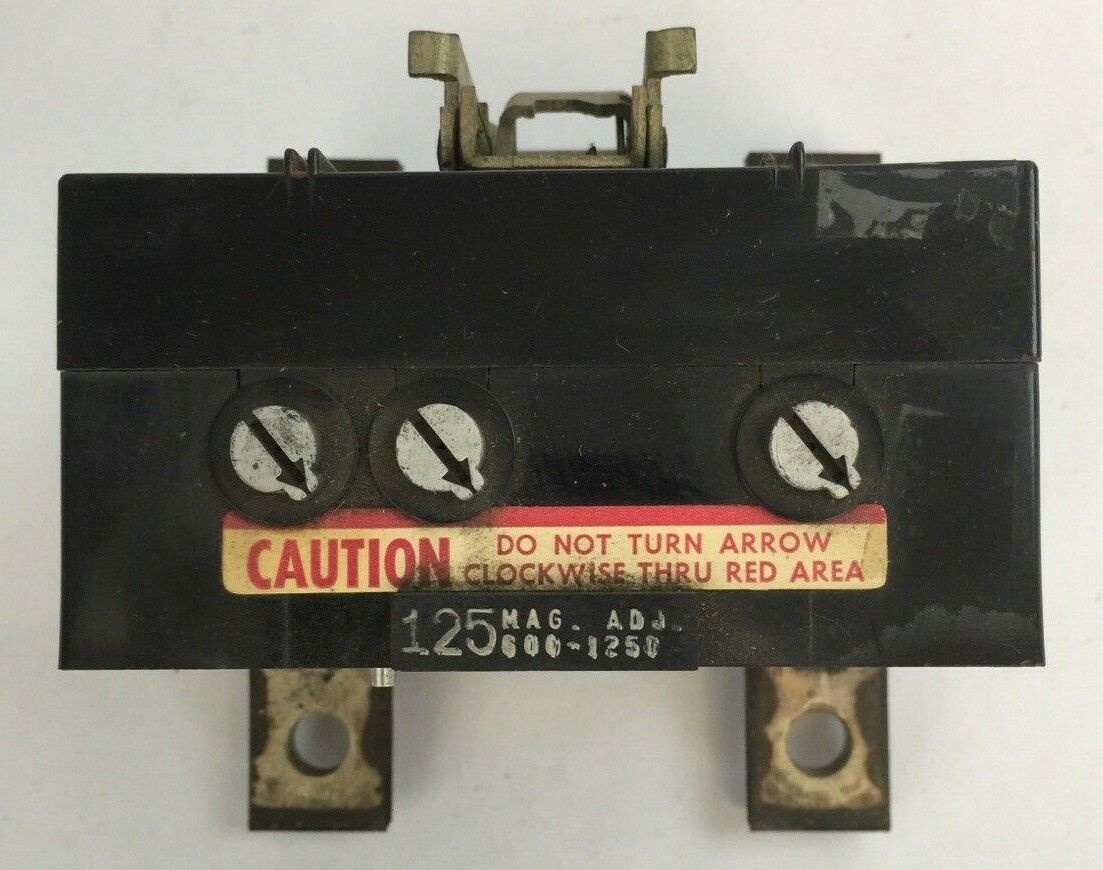 CAUTION DO NOT TURN ARROW
CLOCKWISE THRU RED AREA
125 MAG. ADJ.
600-1250